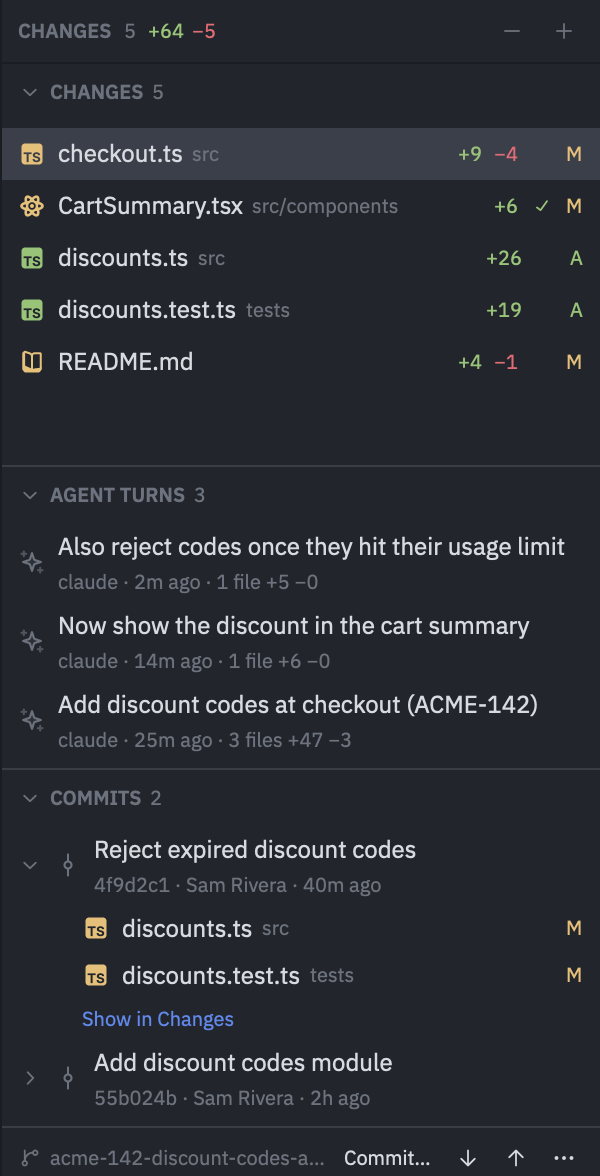 CHANGES 5 +64 −5
CHANGES 5
TS checkout.ts src +9 −4 M
CartSummary.tsx src/components +6 ✓ M
TS discounts.ts src +26 A
TS discounts.test.ts tests +19 A
README.md +4 −1 M
AGENT TURNS 3
Also reject codes once they hit their usage limit
claude · 2m ago · 1 file +5 −0
Now show the discount in the cart summary
claude · 14m ago · 1 file +6 −0
Add discount codes at checkout (ACME-142)
claude · 25m ago · 3 files +47 −3
COMMITS 2
Reject expired discount codes
4f9d2c1 · Sam Rivera · 40m ago
TS discounts.ts src M
TS discounts.test.ts tests M
Show in Changes
Add discount codes module
55b024b · Sam Rivera · 2h ago
acme-142-discount-codes-a... Commit...